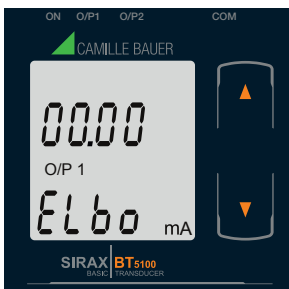 ON O/P1 O/P2 COM
CAMILLE BAUER
00.00
O/P 1
ELbo mA
SIRAX BT5100
BASIC TRANSDUCER